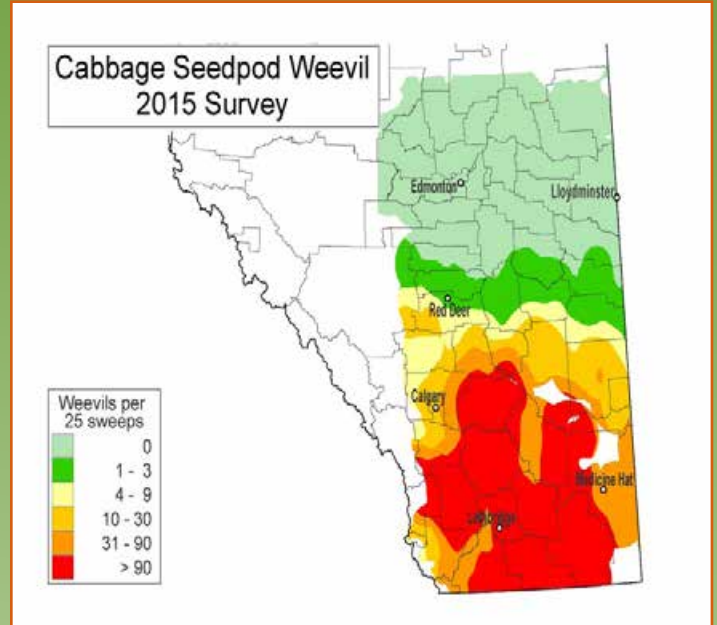 Cabbage Seedpod Weevil
2015 Survey
Edmonton
Lloydminster
Red Deer
Calgary
Medicine Hat
Lethbridge
Weevils per
25 sweeps
0
1 - 3
4 - 9
10 - 30
31 - 90
> 90